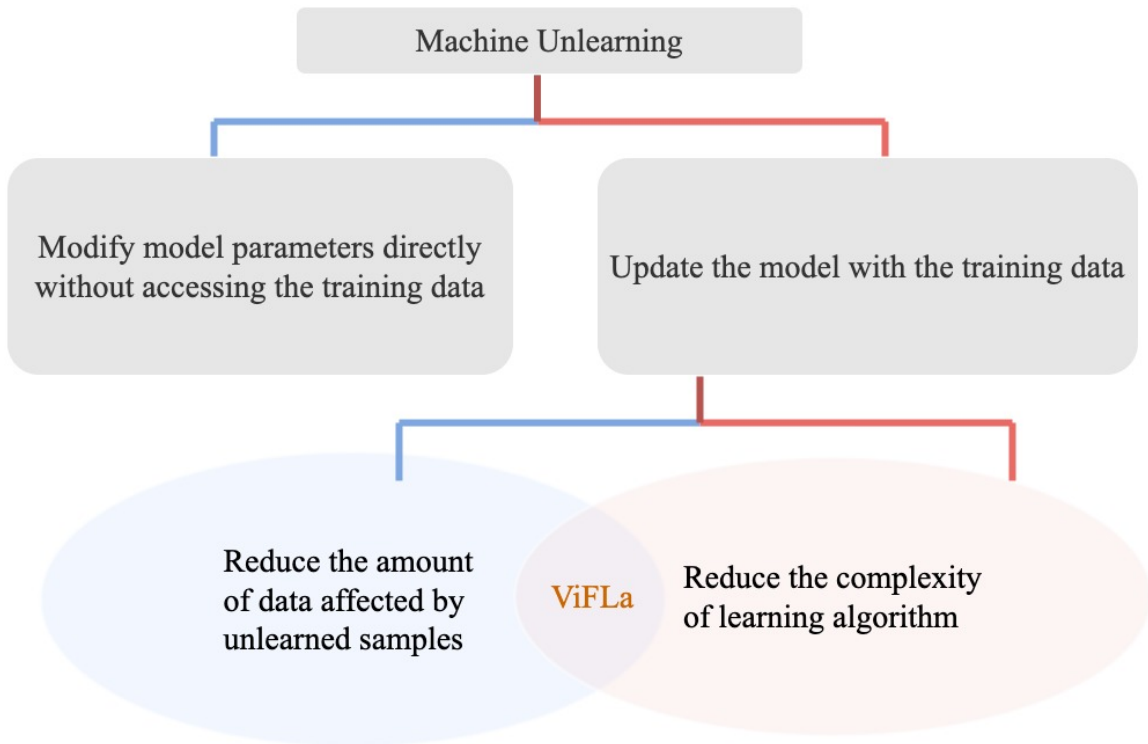 Machine Unlearning
Modify model parameters directly
without accessing the training data
Update the model with the training data
Reduce the amount
of data affected by
unlearned samples
ViFLa
Reduce the complexity
of learning algorithm